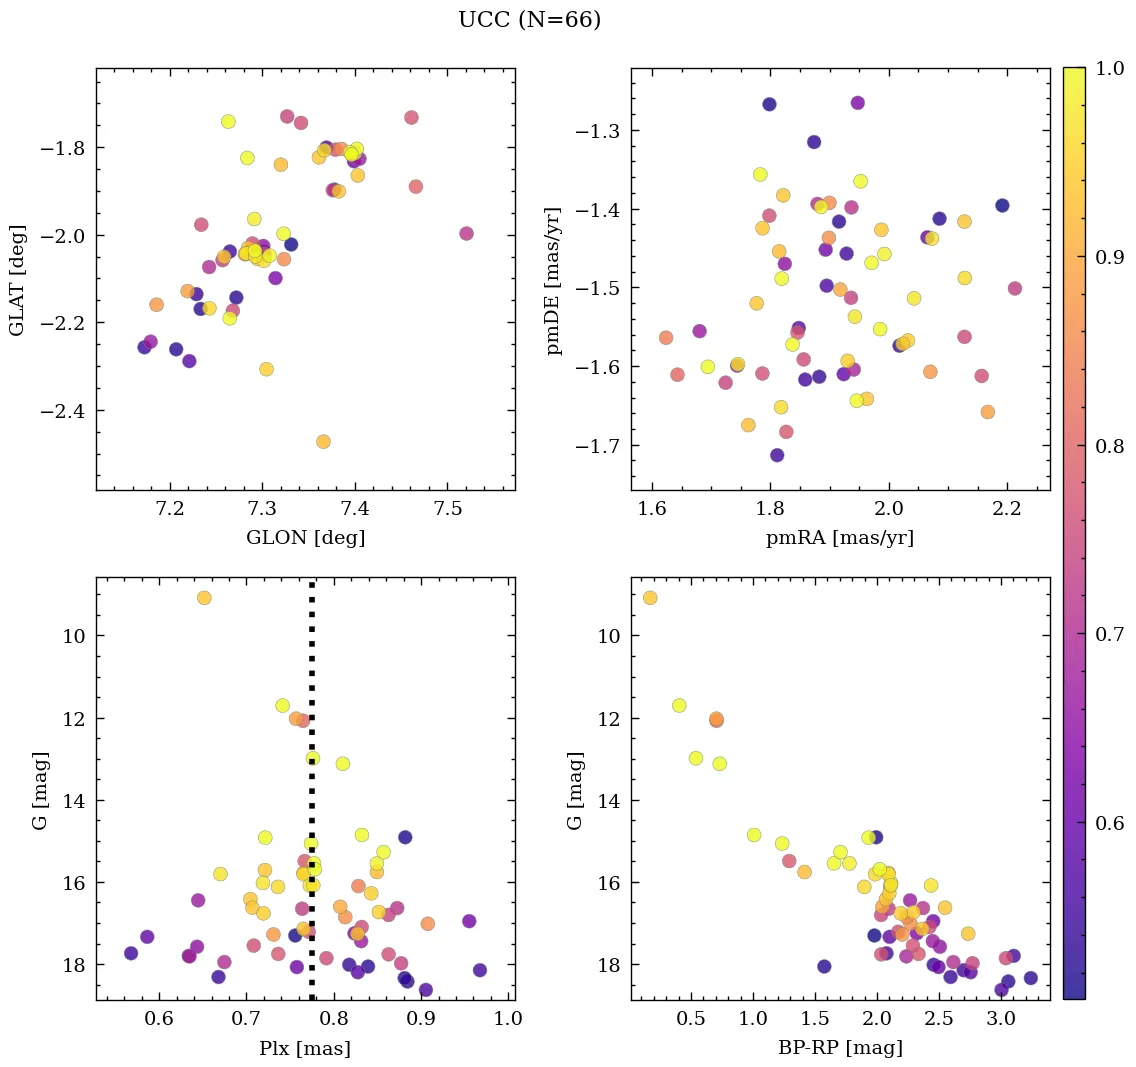 UCC (N=66)
−1.8
−2.0
−2.2
−2.4
GLAT [deg]
7.2 7.3 7.4 7.5
GLON [deg]
−1.3
−1.4
−1.5
−1.6
−1.7
pmDE [mas/yr]
1.6 1.8 2.0 2.2
pmRA [mas/yr]
10
12
14
16
18
G [mag]
0.6 0.7 0.8 0.9 1.0
Plx [mas]
10
12
14
16
18
G [mag]
0.5 1.0 1.5 2.0 2.5 3.0
BP-RP [mag]
1.0
0.9
0.8
0.7
0.6